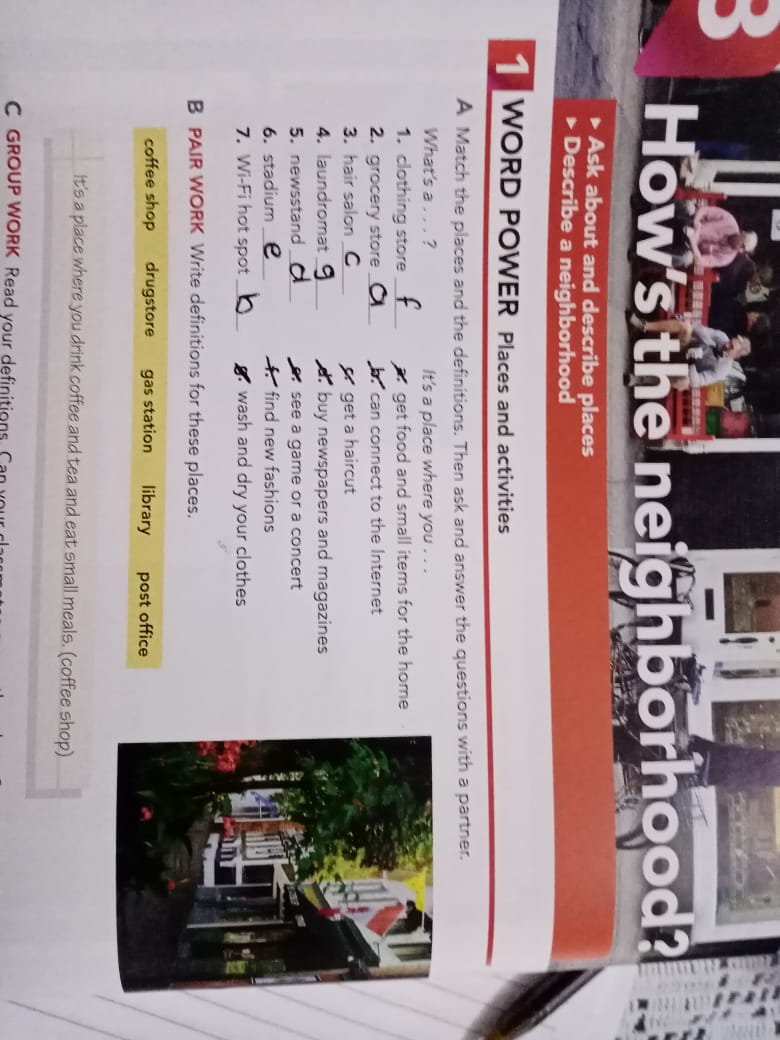 8
How's the neighborhood?
▸ Ask about and describe places
▸ Describe a neighborhood
1 WORD POWER Places and activities
A Match the places and the definitions. Then ask and answer the questions with a partner.
What's a . . . ?
1. clothing store f
2. grocery store a
3. hair salon c
4. laundromat g
5. newsstand d
6. stadium e
7. Wi-Fi hot spot b
It's a place where you . . .
a. get food and small items for the home
b. can connect to the Internet
c. get a haircut
d. buy newspapers and magazines
e. see a game or a concert
f. find new fashions
g. wash and dry your clothes
B PAIR WORK Write definitions for these places.
coffee shop drugstore gas station library post office
It's a place where you drink coffee and tea and eat small meals. (coffee shop)
C GROUP WORK Read your definitions. Can your